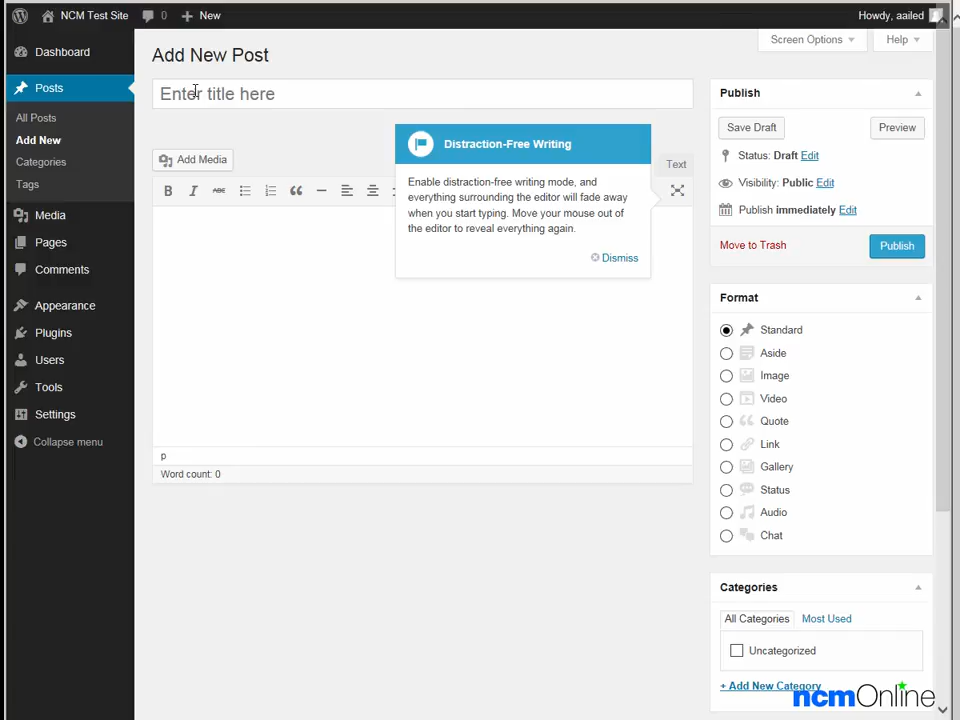 NCM Test Site 0 New Howdy, aailed
Dashboard
Posts
All Posts
Add New
Categories
Tags
Media
Pages
Comments
Appearance
Plugins
Users
Tools
Settings
Collapse menu
Screen Options Help
Add New Post
Enter title here
Add Media
Text
B I ABC
Distraction-Free Writing
Enable distraction-free writing mode, and
everything surrounding the editor will fade away
when you start typing. Move your mouse out of
the editor to reveal everything again.
Dismiss
p
Word count: 0
Publish
Save Draft Preview
Status: Draft Edit
Visibility: Public Edit
Publish immediately Edit
Move to Trash Publish
Format
Standard
Aside
Image
Video
Quote
Link
Gallery
Status
Audio
Chat
Categories
All Categories Most Used
Uncategorized
+ Add New Category
ncmOnline